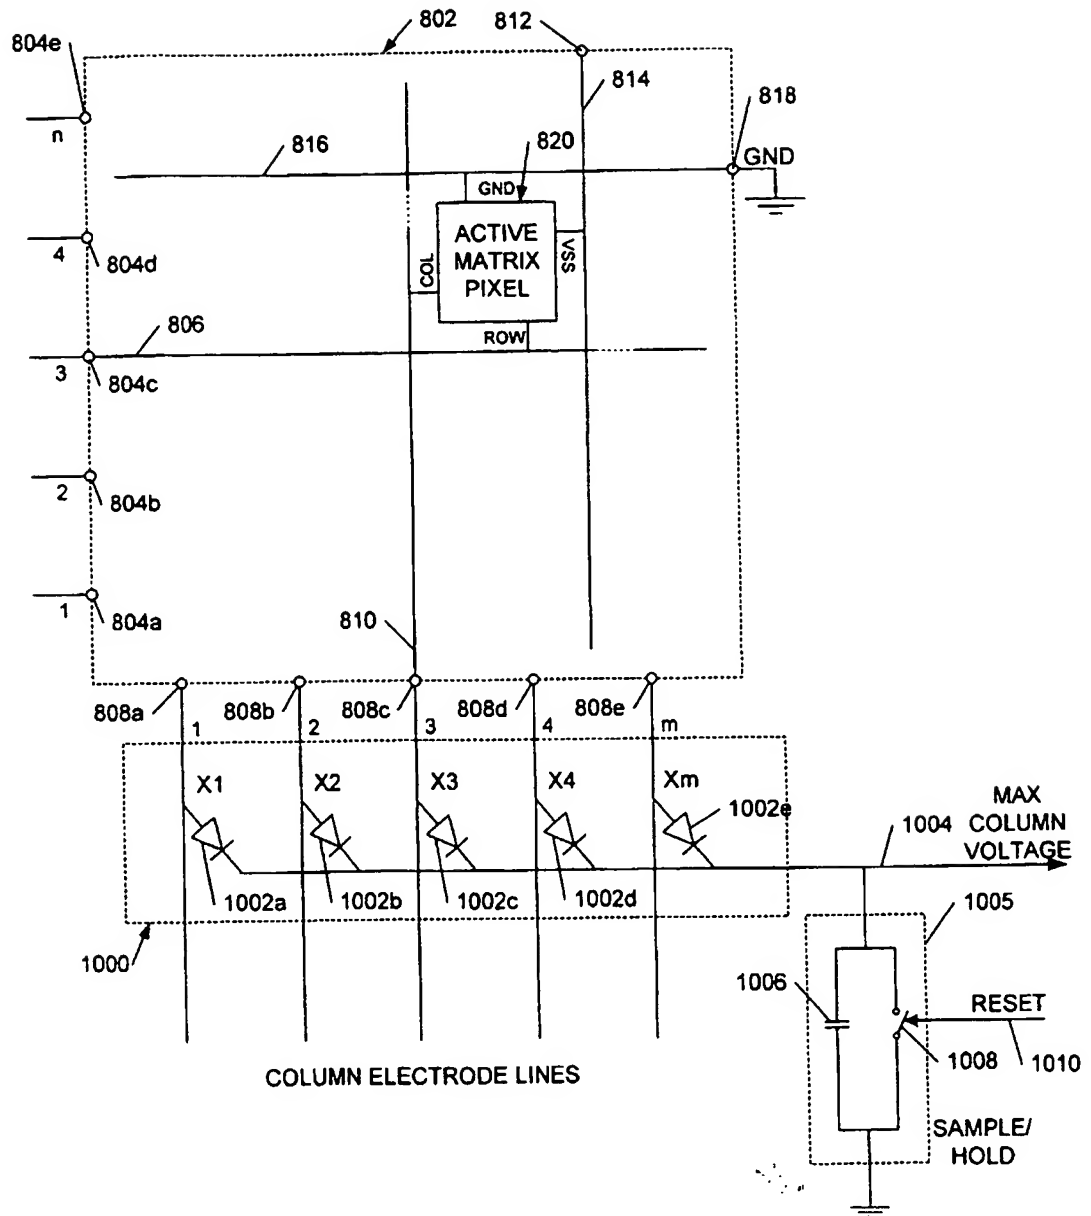 802
812
804e
814
818
n
816
820
GND
GND
ACTIVE
MATRIX
PIXEL
COL
VSS
4
804d
ROW
806
3
804c
2
804b
1
804a
810
808a
808b
808c
808d
808e
1
2
3
4
m
X1
X2
X3
X4
Xm
1002e
1004
MAX
COLUMN
VOLTAGE
1002a
1002b
1002c
1002d
1005
1000
1006
RESET
1008
1010
COLUMN ELECTRODE LINES
SAMPLE/
HOLD